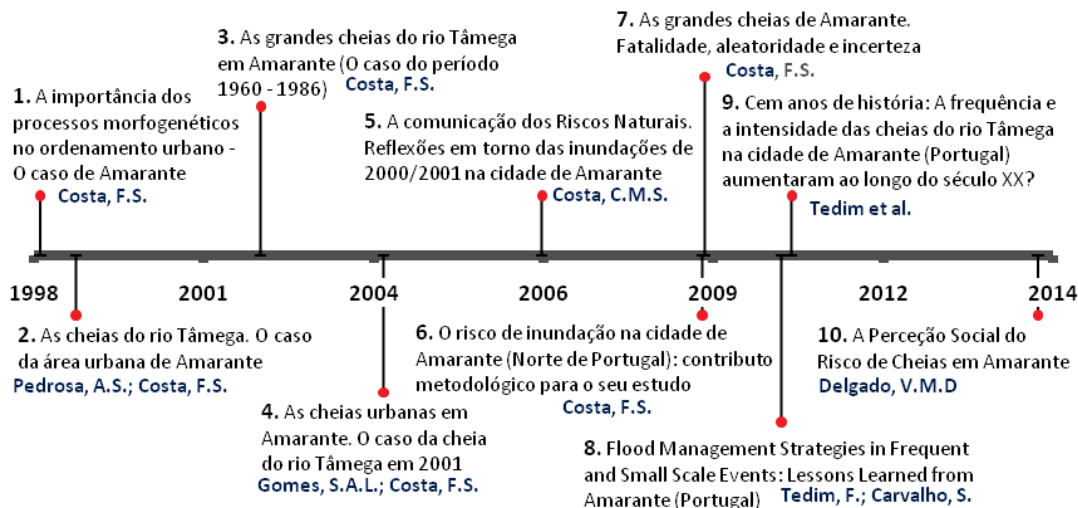 1. A importância dos
processos morfogenéticos
no ordenamento urbano -
O caso de Amarante
Costa, F.S.
3. As grandes cheias do rio Tâmega
em Amarante (O caso do período
1960 - 1986) Costa, F.S.
5. A comunicação dos Riscos Naturais.
Reflexões em torno das inundações de
2000/2001 na cidade de Amarante
Costa, C.M.S.
7. As grandes cheias de Amarante.
Fatalidade, aleatoridade e incerteza
Costa, F.S.
9. Cem anos de história: A frequência e
a intensidade das cheias do rio Tâmega
na cidade de Amarante (Portugal)
aumentaram ao longo do século XX?
Tedim et al.
1998 2001 2004 2006 2009 2012 2014
2. As cheias do rio Tâmega. O caso
da área urbana de Amarante
Pedrosa, A.S.; Costa, F.S.
4. As cheias urbanas em
Amarante. O caso da cheia
do rio Tâmega em 2001
Gomes, S.A.L.; Costa, F.S.
6. O risco de inundação na cidade de
Amarante (Norte de Portugal): contributo
metodológico para o seu estudo
Costa, F.S.
8. Flood Management Strategies in Frequent
and Small Scale Events: Lessons Learned from
Amarante (Portugal) Tedim, F.; Carvalho, S.
10. A Perceção Social do
Risco de Cheias em Amarante
Delgado, V.M.D